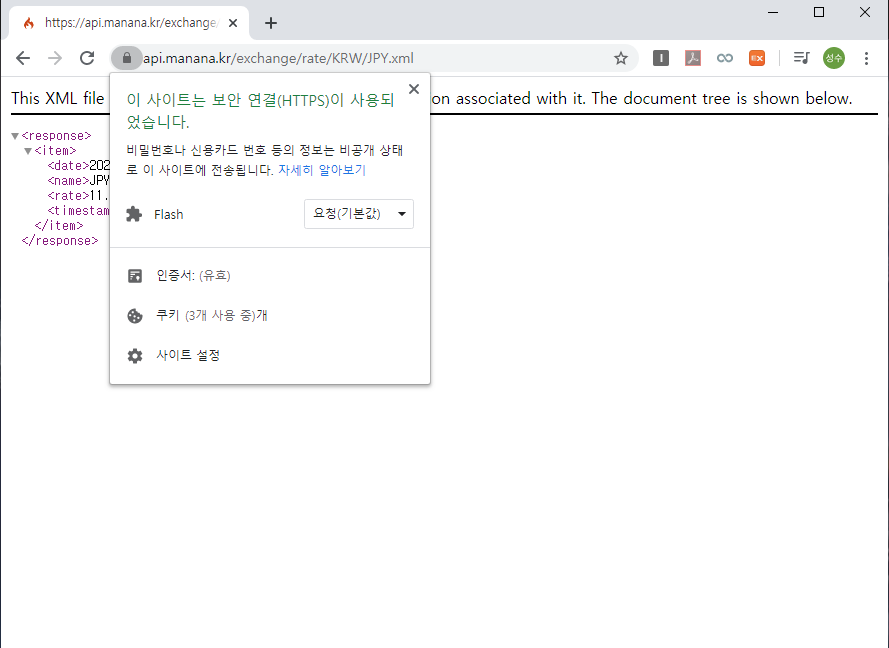 https://api.manana.kr/exchange/
api.manana.kr/exchange/rate/KRW/JPY.xml
I
EX
성수
This XML file
on associated with it. The document tree is shown below.
이 사이트는 보안 연결(HTTPS)이 사용되
었습니다.
비밀번호나 신용카드 번호 등의 정보는 비공개 상태
로 이 사이트에 전송됩니다. 자세히 알아보기
Flash
요청(기본값)
인증서: (유효)
쿠키 (3개 사용 중)개
사이트 설정
<response>
<item>
<date>202
<name>JPY
<rate>11.
<timestam
</item>
</response>